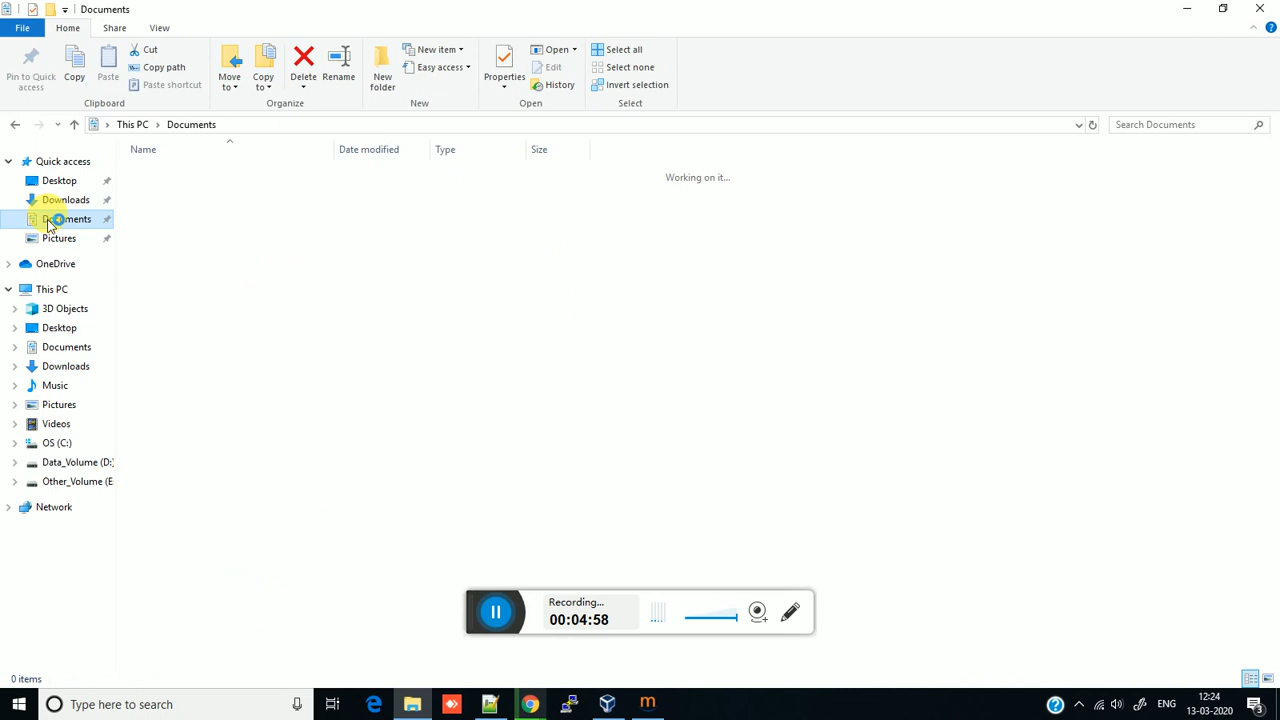 Documents
File Home Share View
Pin to Quick access
Copy
Paste
Cut
Copy path
Paste shortcut
Clipboard
Move to
Copy to
Delete
Rename
Organize
New folder
New item
Easy access
New
Properties
Open
Edit
History
Open
Select all
Select none
Invert selection
Select
This PC > Documents
Search Documents
Name Date modified Type Size
Working on it...
Quick access
Desktop
Downloads
Documents
Pictures
OneDrive
This PC
3D Objects
Desktop
Documents
Downloads
Music
Pictures
Videos
OS (C:)
Data_Volume (D:)
Other_Volume (E:
Network
Recording...
00:04:58
0 items
Type here to search
ENG
12:24
13-03-2020
3